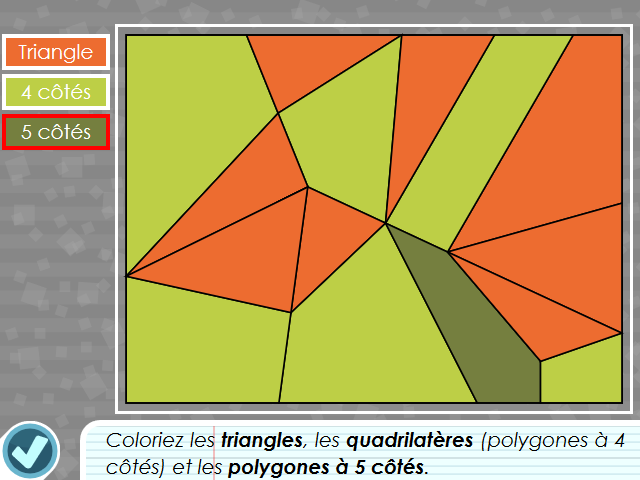 Triangle
4 côtés
5 côtés
Coloriez les triangles, les quadrilatères (polygones à 4
côtés) et les polygones à 5 côtés.